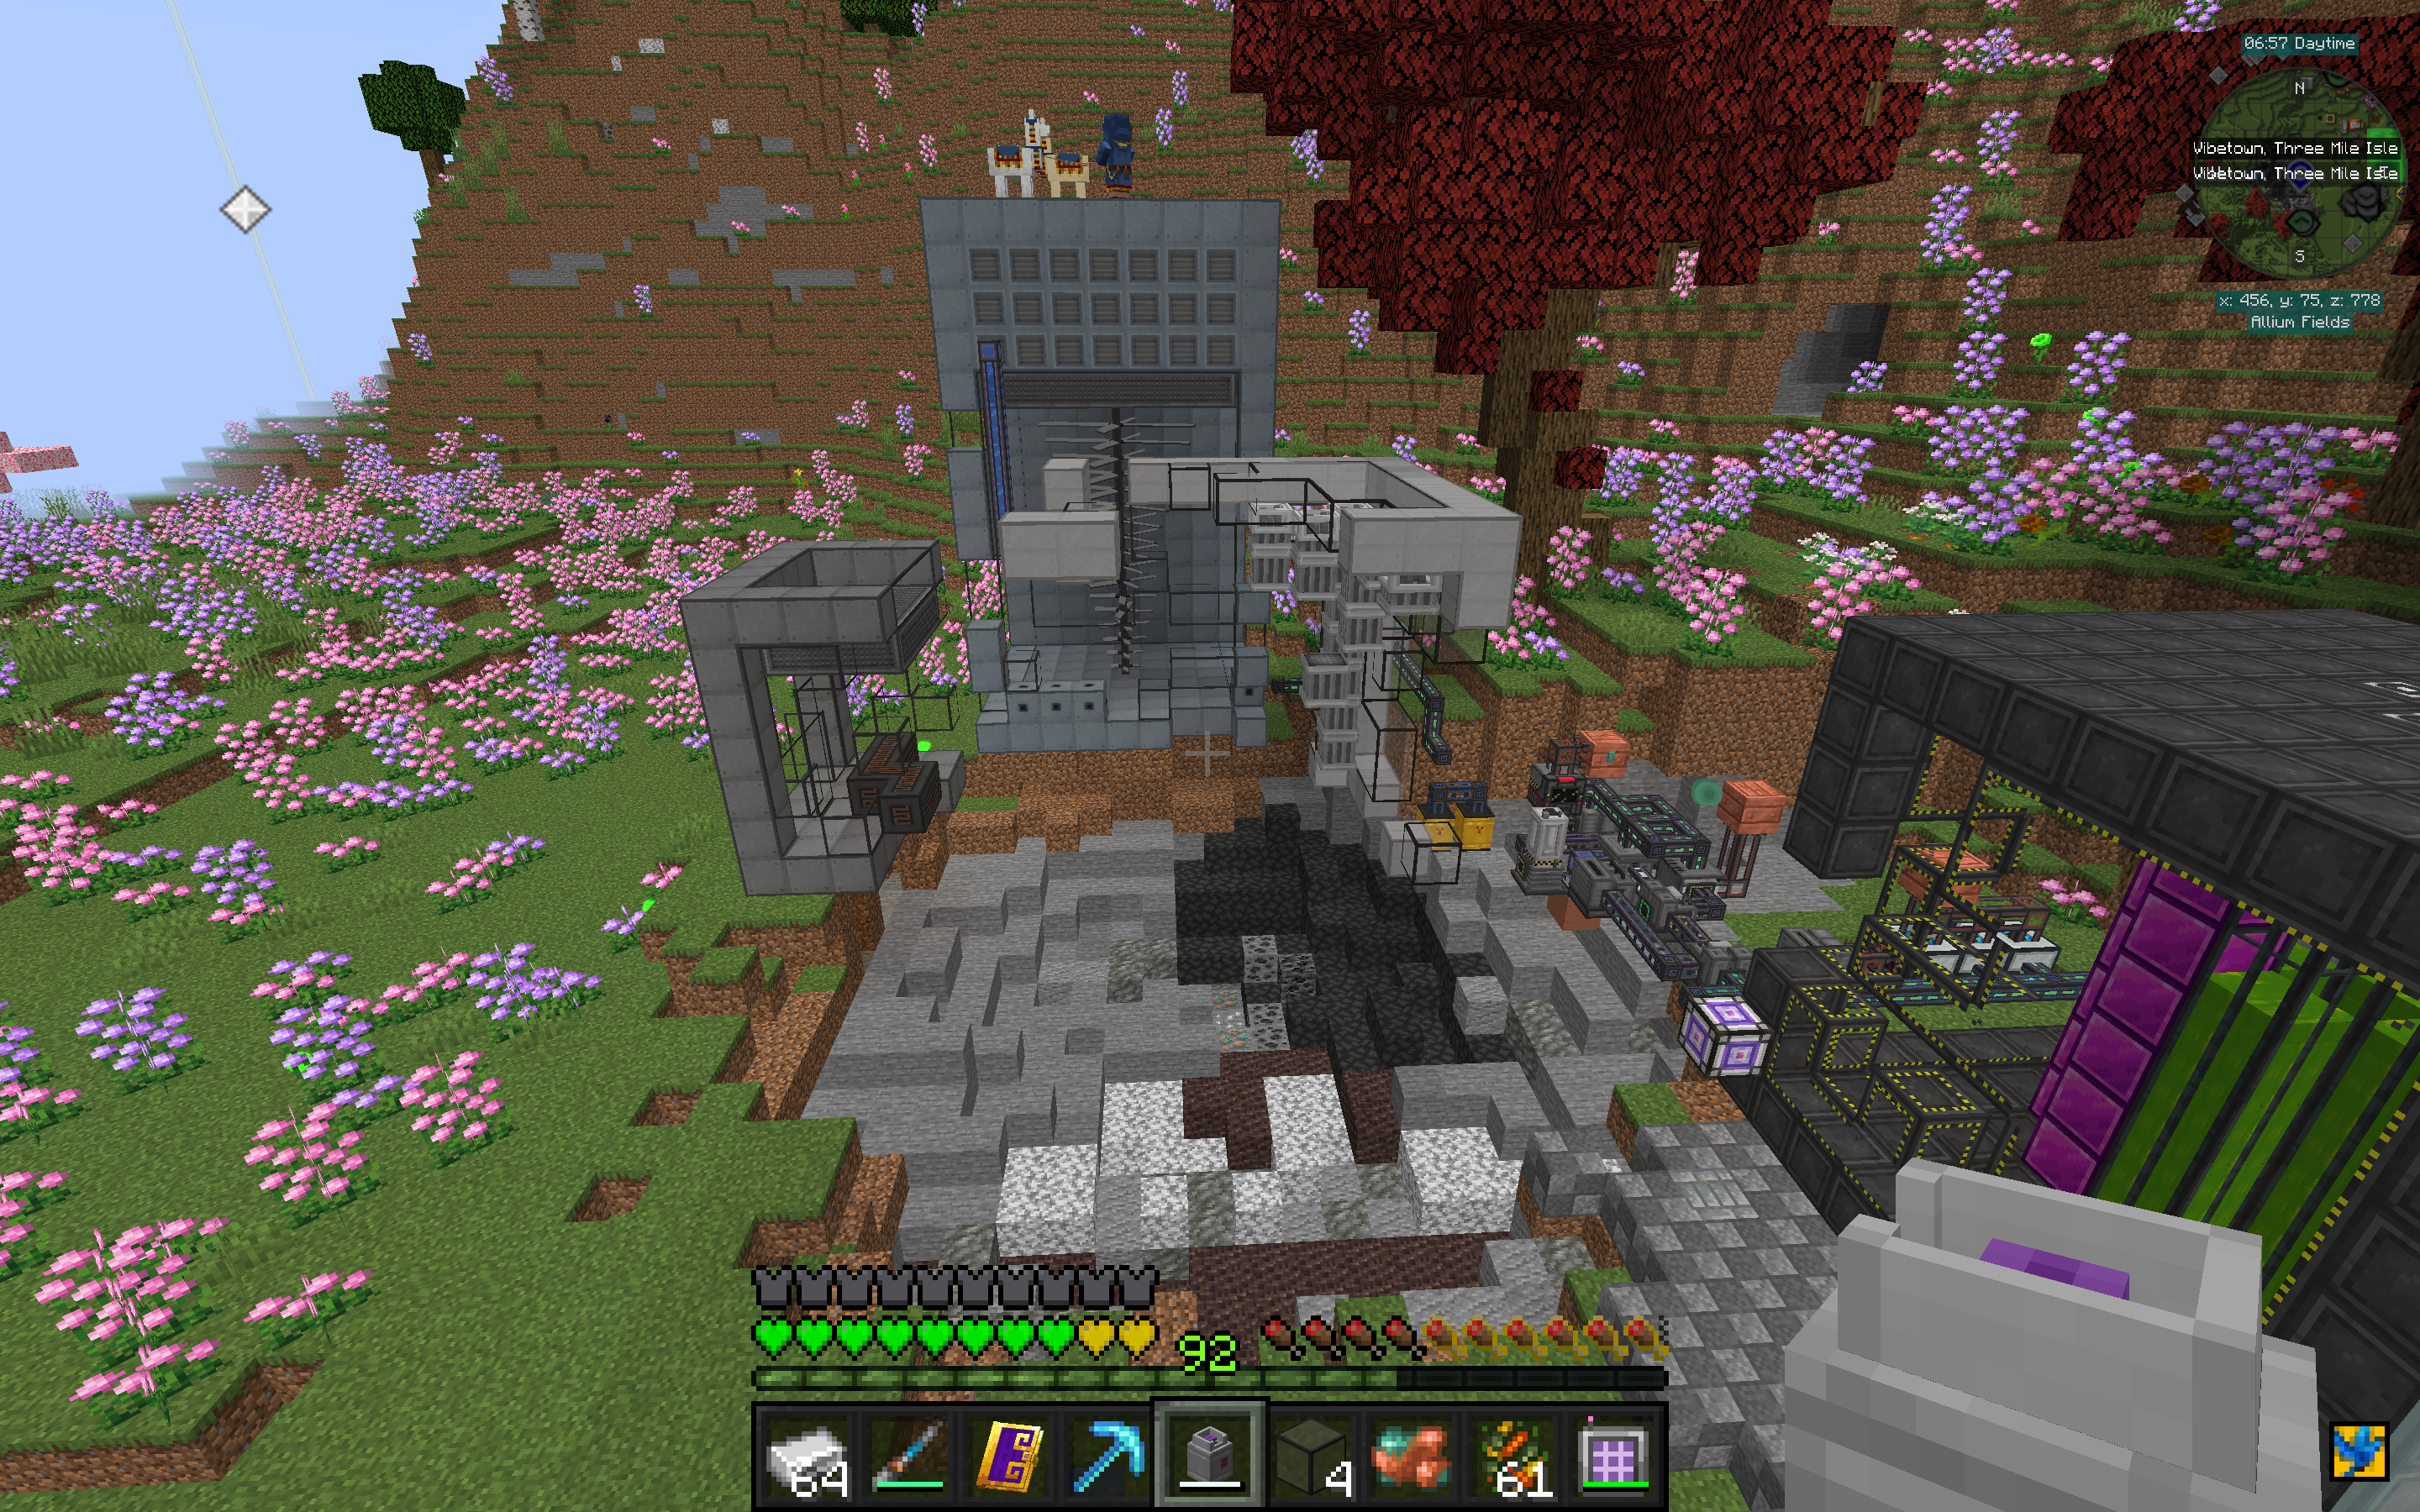 06:57 Daytime
N
Vibetown, Three Mile Isle
Vibetown, Three Mile Isle
S
x: 456, y: 75, z: 778
Allium Fields
92
64
4
61